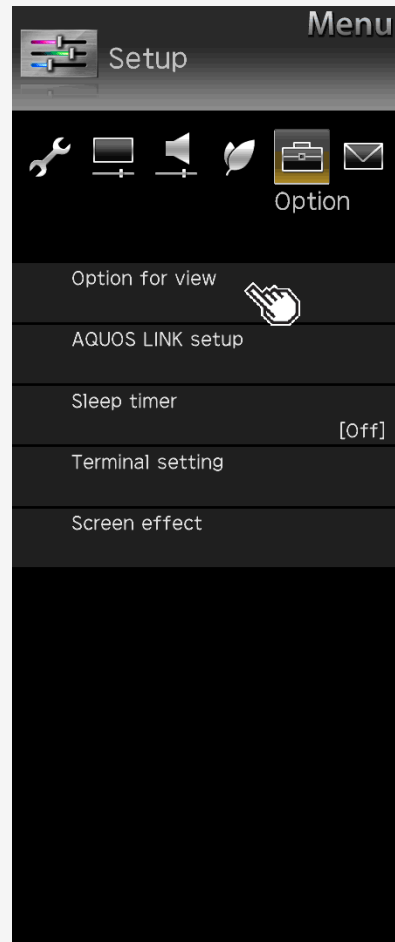 Menu
Setup
Option
Option for view
AQUOS LINK setup
Sleep timer
[Off]
Terminal setting
Screen effect